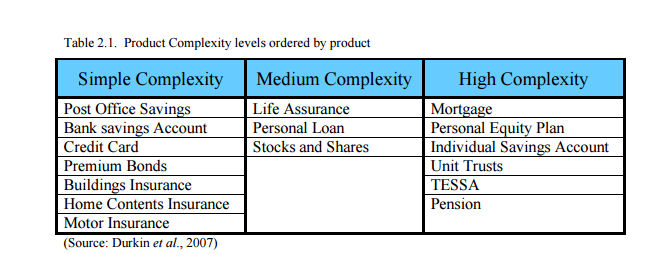 Table 2.1. Product Complexity levels ordered by product
Simple Complexity Medium Complexity High Complexity
Post Office Savings Life Assurance Mortgage
Bank savings Account Personal Loan Personal Equity Plan
Credit Card Stocks and Shares Individual Savings Account
Premium Bonds Unit Trusts
Buildings Insurance TESSA
Home Contents Insurance Pension
Motor Insurance
(Source: Durkin et al., 2007)